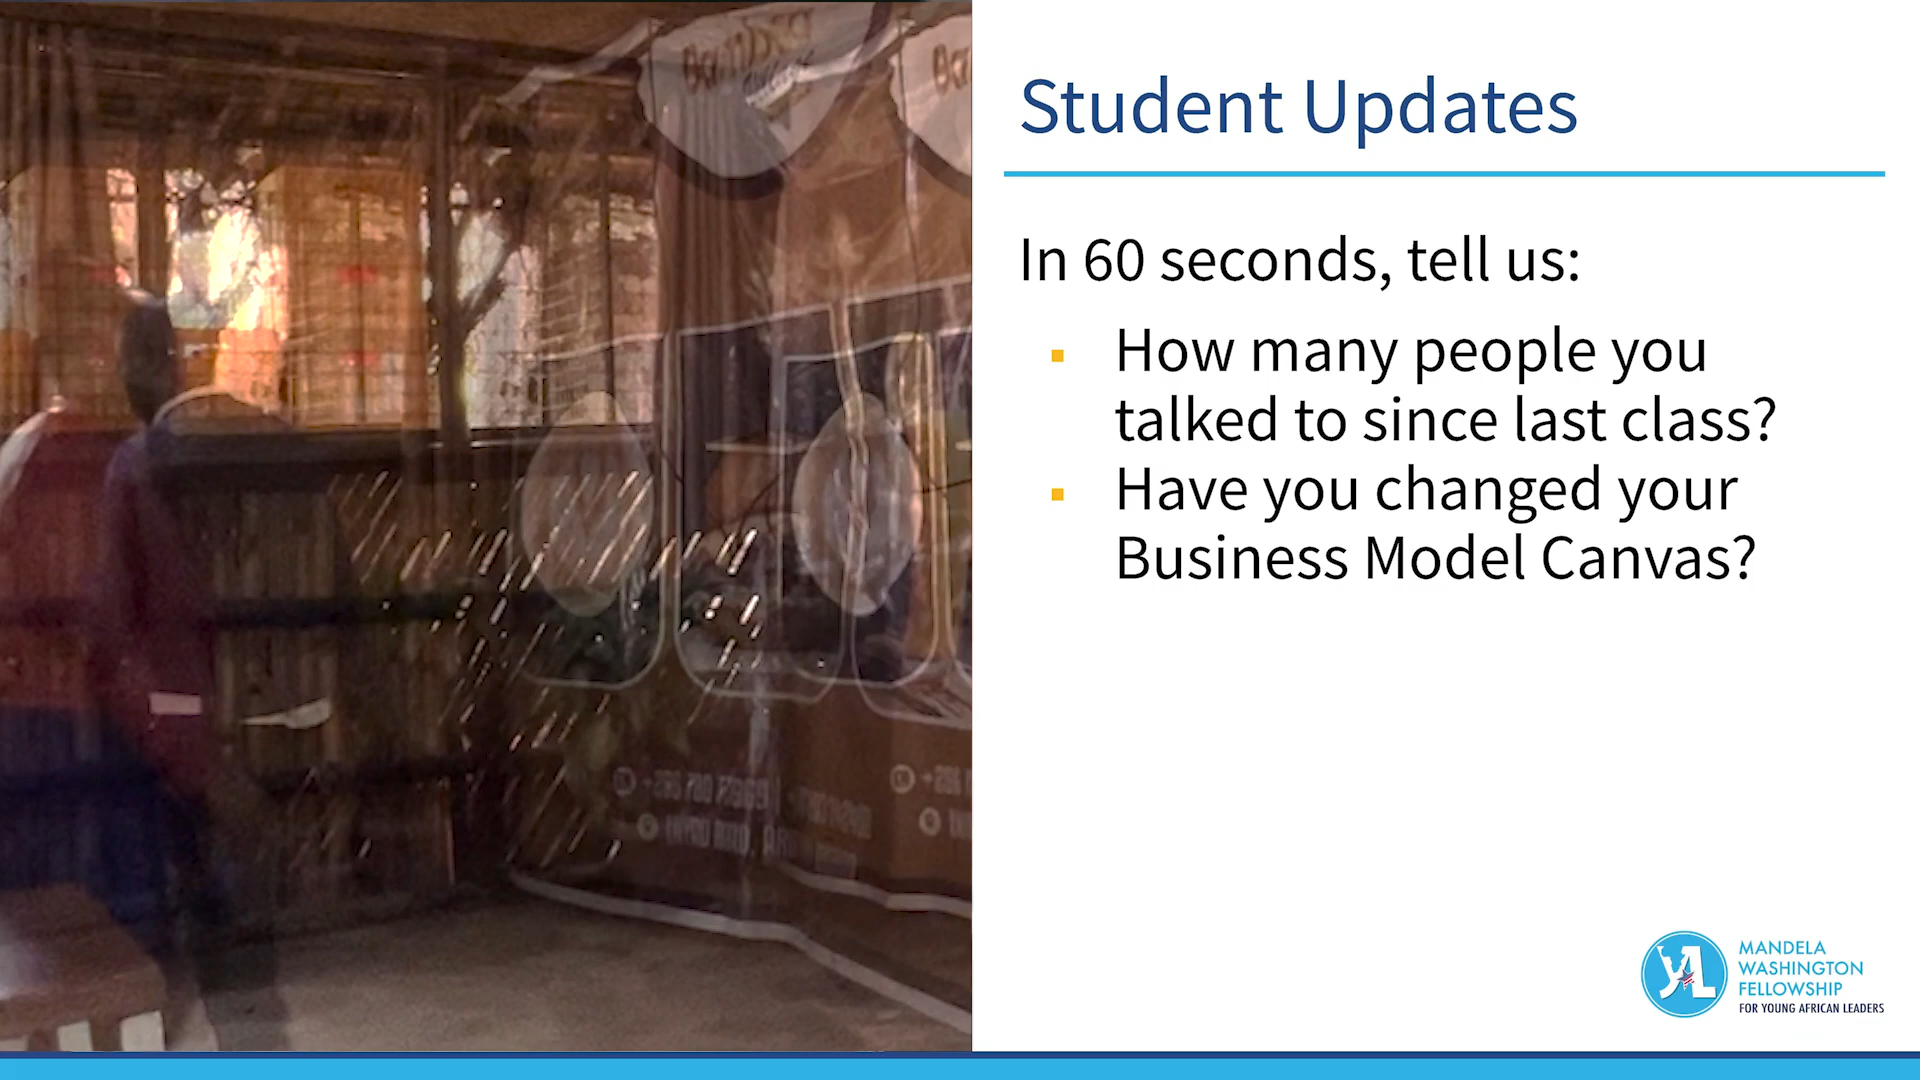 Student Updates
In 60 seconds, tell us:
▪ How many people you
talked to since last class?
▪ Have you changed your
Business Model Canvas?
MANDELA
WASHINGTON
FELLOWSHIP
FOR YOUNG AFRICAN LEADERS